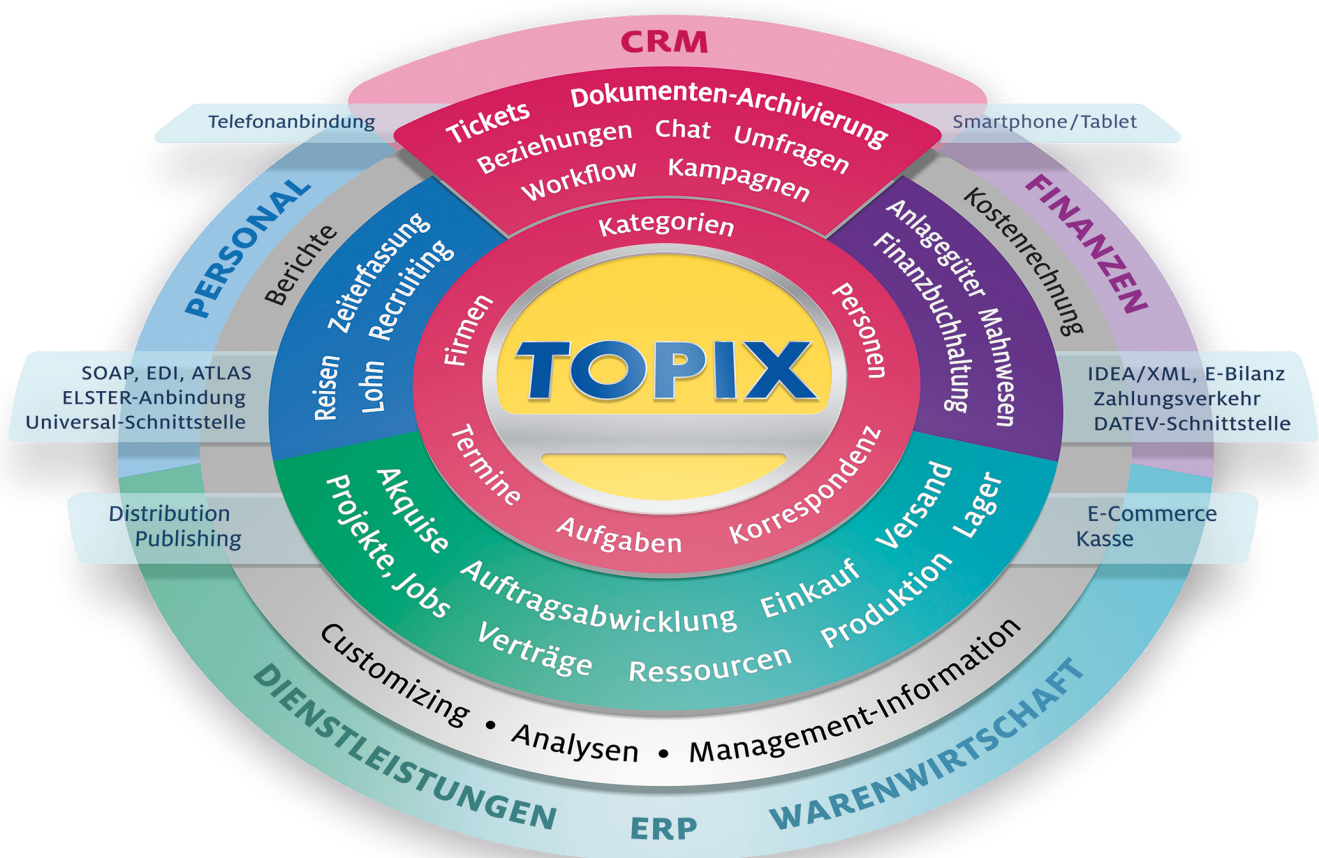 CRM
Tickets
Dokumenten-Archivierung
Beziehungen
Chat
Umfragen
Workflow
Kampagnen
Telefonanbindung
Smartphone/Tablet
PERSONAL
Berichte
Zeiterfassung
Recruiting
Reisen
Lohn
FINANZEN
Kostenrechnung
Anlagegüter
Mahnwesen
Finanzbuchhaltung
Kategorien
Firmen
Personen
TOPIX
Termine
Aufgaben
Korrespondenz
SOAP, EDI, ATLAS
ELSTER-Anbindung
Universal-Schnittstelle
IDEA/XML, E-Bilanz
Zahlungsverkehr
DATEV-Schnittstelle
Distribution
Publishing
E-Commerce
Kasse
Akquise
Projekte, Jobs
Auftragsabwicklung
Verträge
Ressourcen
Einkauf
Versand
Produktion
Lager
Customizing • Analysen • Management-Information
DIENSTLEISTUNGEN
ERP
WARENWIRTSCHAFT